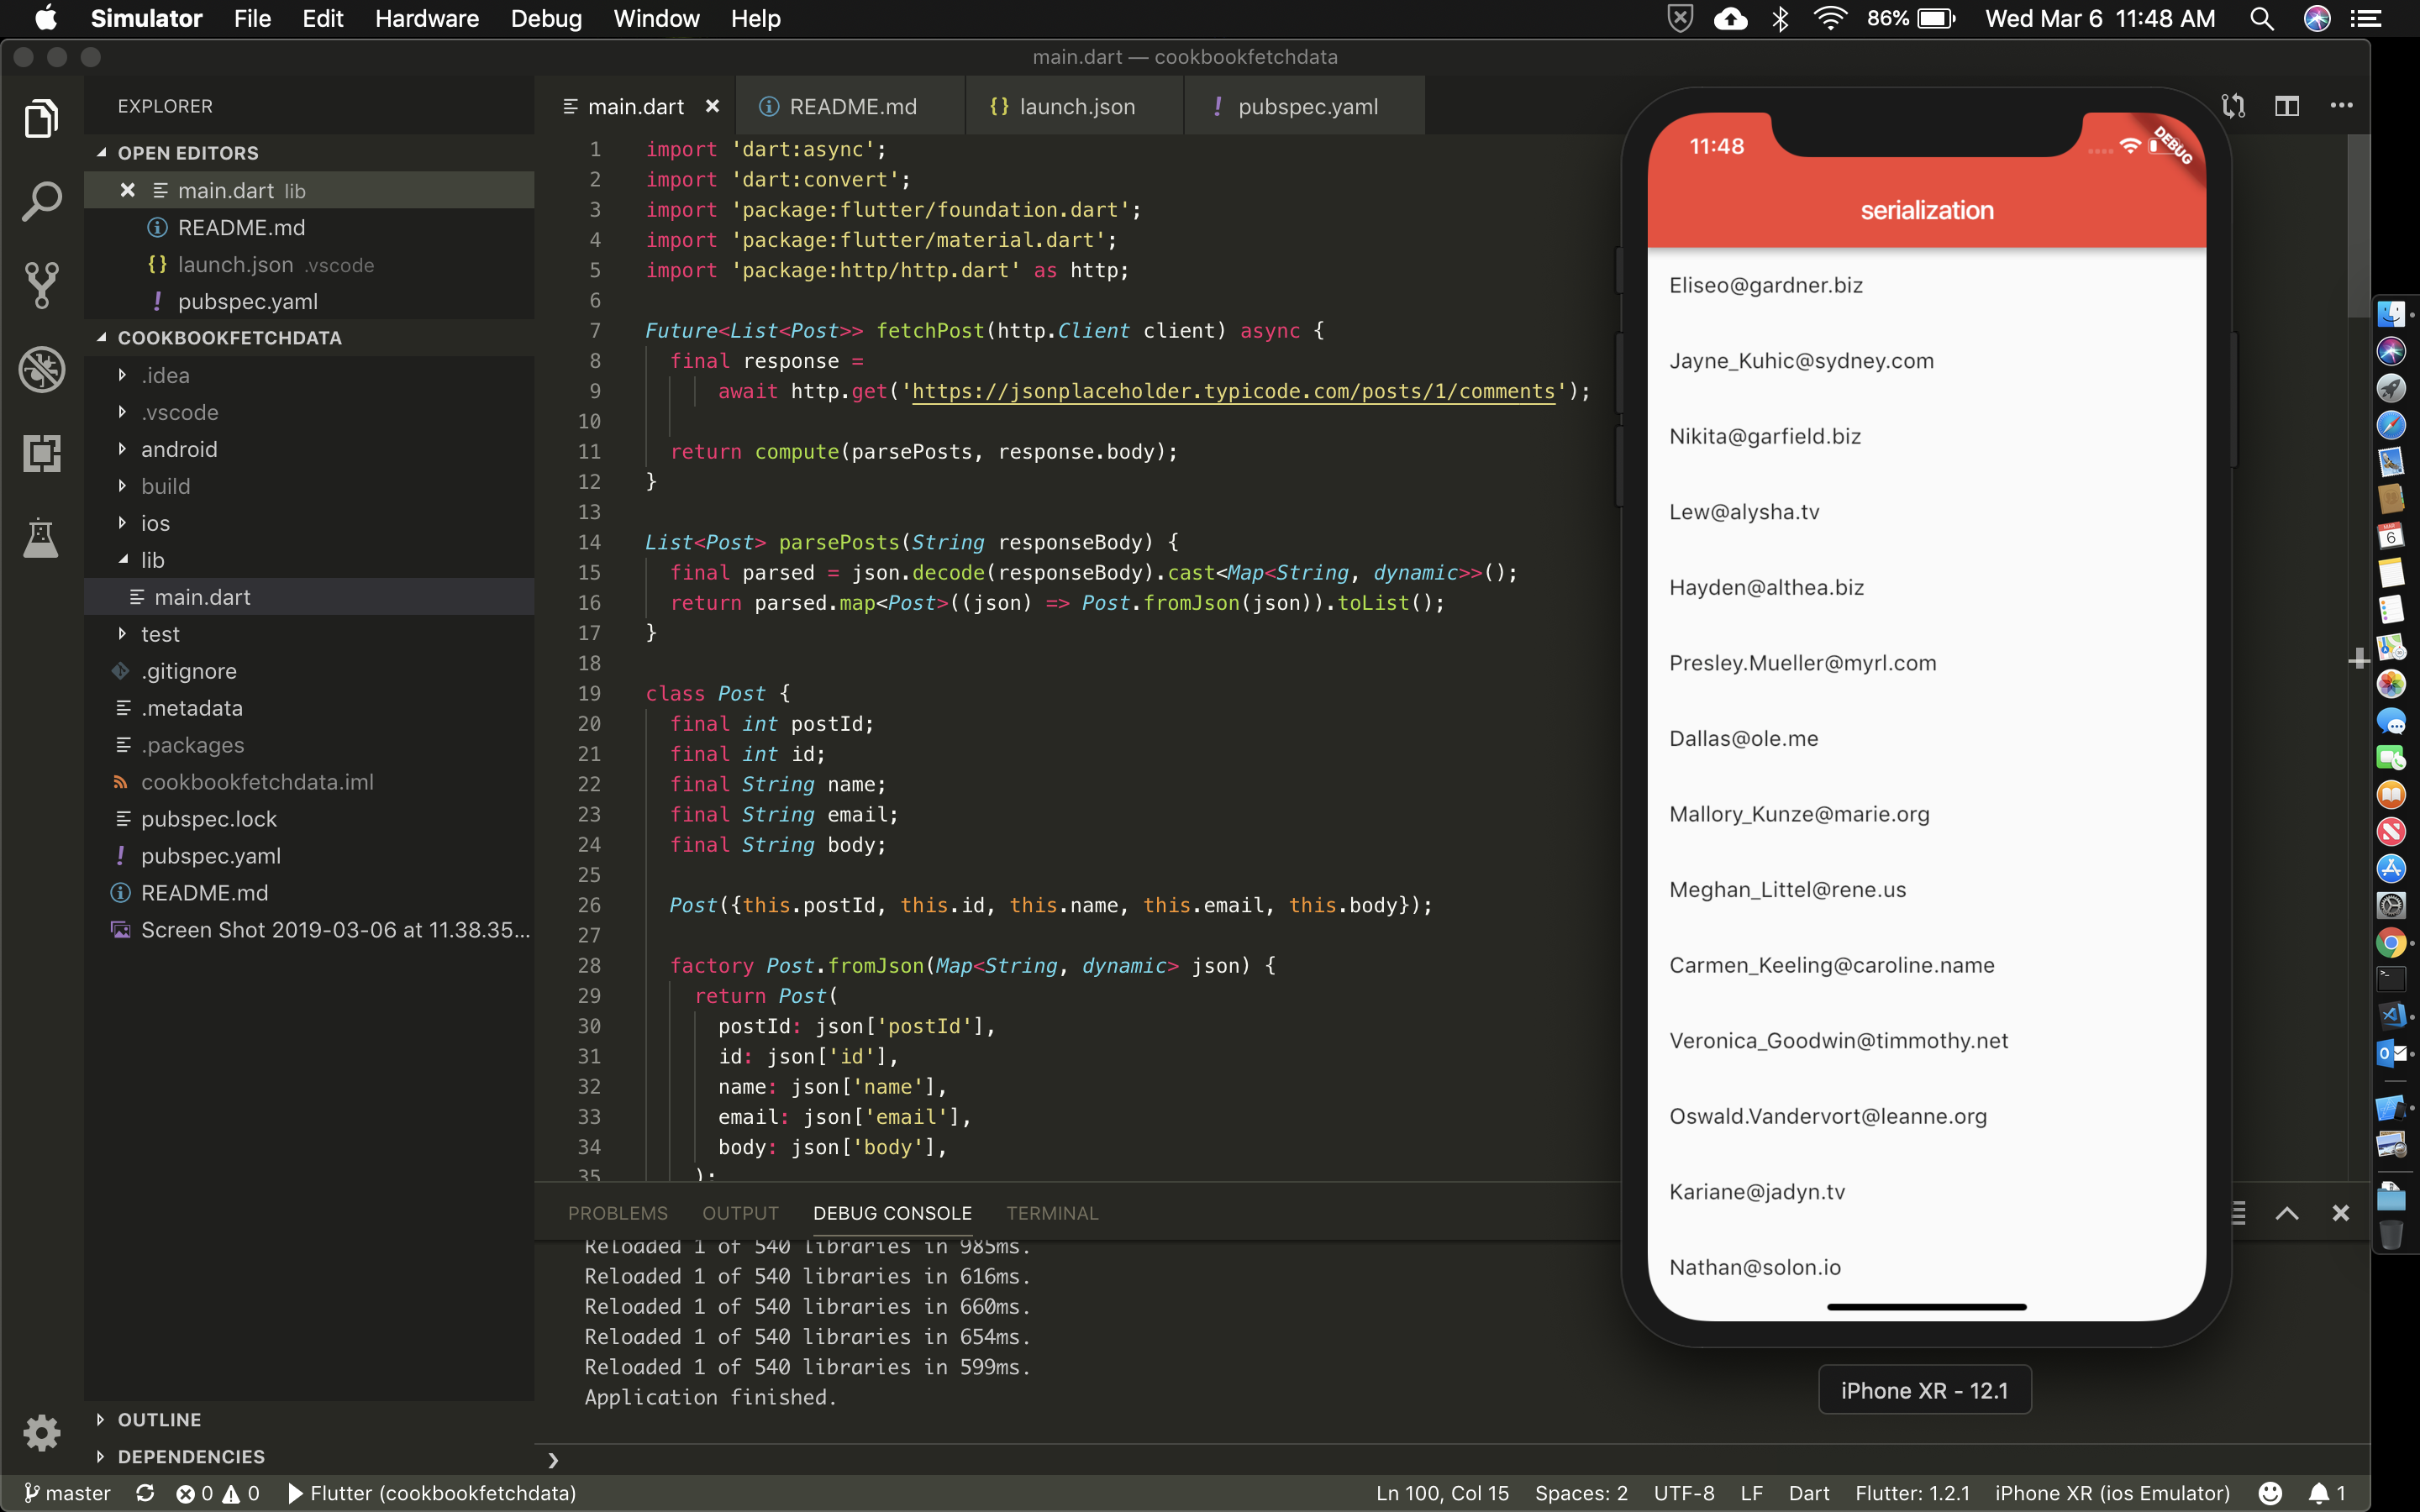 Simulator File Edit Hardware Debug Window Help 86% Wed Mar 6 11:48 AM
main.dart — cookbookfetchdata
EXPLORER
OPEN EDITORS
main.dart lib
README.md
launch.json .vscode
pubspec.yaml
COOKBOOKFETCHDATA
.idea
.vscode
android
build
ios
lib
main.dart
test
.gitignore
.metadata
.packages
cookbookfetchdata.iml
pubspec.lock
pubspec.yaml
README.md
Screen Shot 2019-03-06 at 11.38.35...
OUTLINE
DEPENDENCIES
main.dart README.md launch.json pubspec.yaml
1 import 'dart:async';
2 import 'dart:convert';
3 import 'package:flutter/foundation.dart';
4 import 'package:flutter/material.dart';
5 import 'package:http/http.dart' as http;
6
7 Future<List<Post>> fetchPost(http.Client client) async {
8 final response =
9 await http.get('https://jsonplaceholder.typicode.com/posts/1/comments');
10
11 return compute(parsePosts, response.body);
12 }
13
14 List<Post> parsePosts(String responseBody) {
15 final parsed = json.decode(responseBody).cast<Map<String, dynamic>>();
16 return parsed.map<Post>((json) => Post.fromJson(json)).toList();
17 }
18
19 class Post {
20 final int postId;
21 final int id;
22 final String name;
23 final String email;
24 final String body;
25
26 Post({this.postId, this.id, this.name, this.email, this.body});
27
28 factory Post.fromJson(Map<String, dynamic> json) {
29 return Post(
30 postId: json['postId'],
31 id: json['id'],
32 name: json['name'],
33 email: json['email'],
34 body: json['body'],
35 );
PROBLEMS OUTPUT DEBUG CONSOLE TERMINAL
Reloaded 1 of 540 libraries in 985ms.
Reloaded 1 of 540 libraries in 616ms.
Reloaded 1 of 540 libraries in 660ms.
Reloaded 1 of 540 libraries in 654ms.
Reloaded 1 of 540 libraries in 599ms.
Application finished.
11:48
DEBUG
serialization
Eliseo@gardner.biz
Jayne_Kuhic@sydney.com
Nikita@garfield.biz
Lew@alysha.tv
Hayden@althea.biz
Presley.Mueller@myrl.com
Dallas@ole.me
Mallory_Kunze@marie.org
Meghan_Littel@rene.us
Carmen_Keeling@caroline.name
Veronica_Goodwin@timmothy.net
Oswald.Vandervort@leanne.org
Kariane@jadyn.tv
Nathan@solon.io
iPhone XR - 12.1
6
master 0 0 Flutter (cookbookfetchdata) Ln 100, Col 15 Spaces: 2 UTF-8 LF Dart Flutter: 1.2.1 iPhone XR (ios Emulator) 1